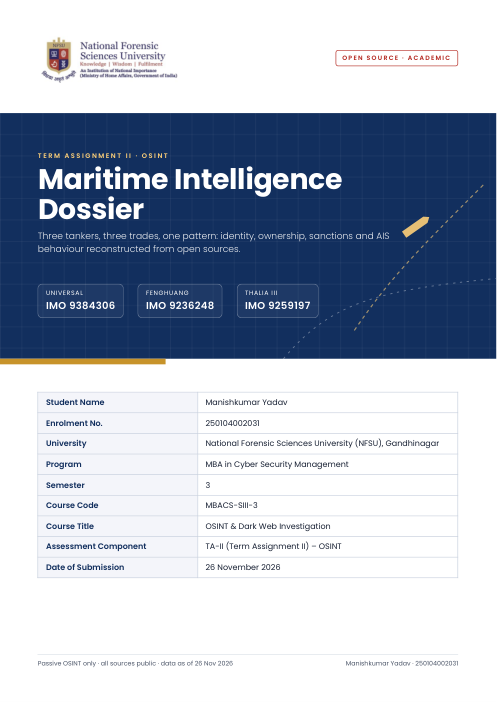 National Forensic
Sciences University
Knowledge | Wisdom | Fulfilment
An Institution of National Importance
(Ministry of Home Affairs, Government of India)
OPEN SOURCE · ACADEMIC
TERM ASSIGNMENT II · OSINT
Maritime Intelligence
Dossier
Three tankers, three trades, one pattern: identity, ownership, sanctions and AIS
behaviour reconstructed from open sources.
UNIVERSAL
IMO 9384306
FENGHUANG
IMO 9236248
THALIA III
IMO 9259197
Student Name Manishkumar Yadav
Enrolment No. 250104002031
University National Forensic Sciences University (NFSU), Gandhinagar
Program MBA in Cyber Security Management
Semester 3
Course Code MBACS-SIII-3
Course Title OSINT & Dark Web Investigation
Assessment Component TA-II (Term Assignment II) – OSINT
Date of Submission 26 November 2026
Passive OSINT only · all sources public · data as of 26 Nov 2026
Manishkumar Yadav · 250104002031